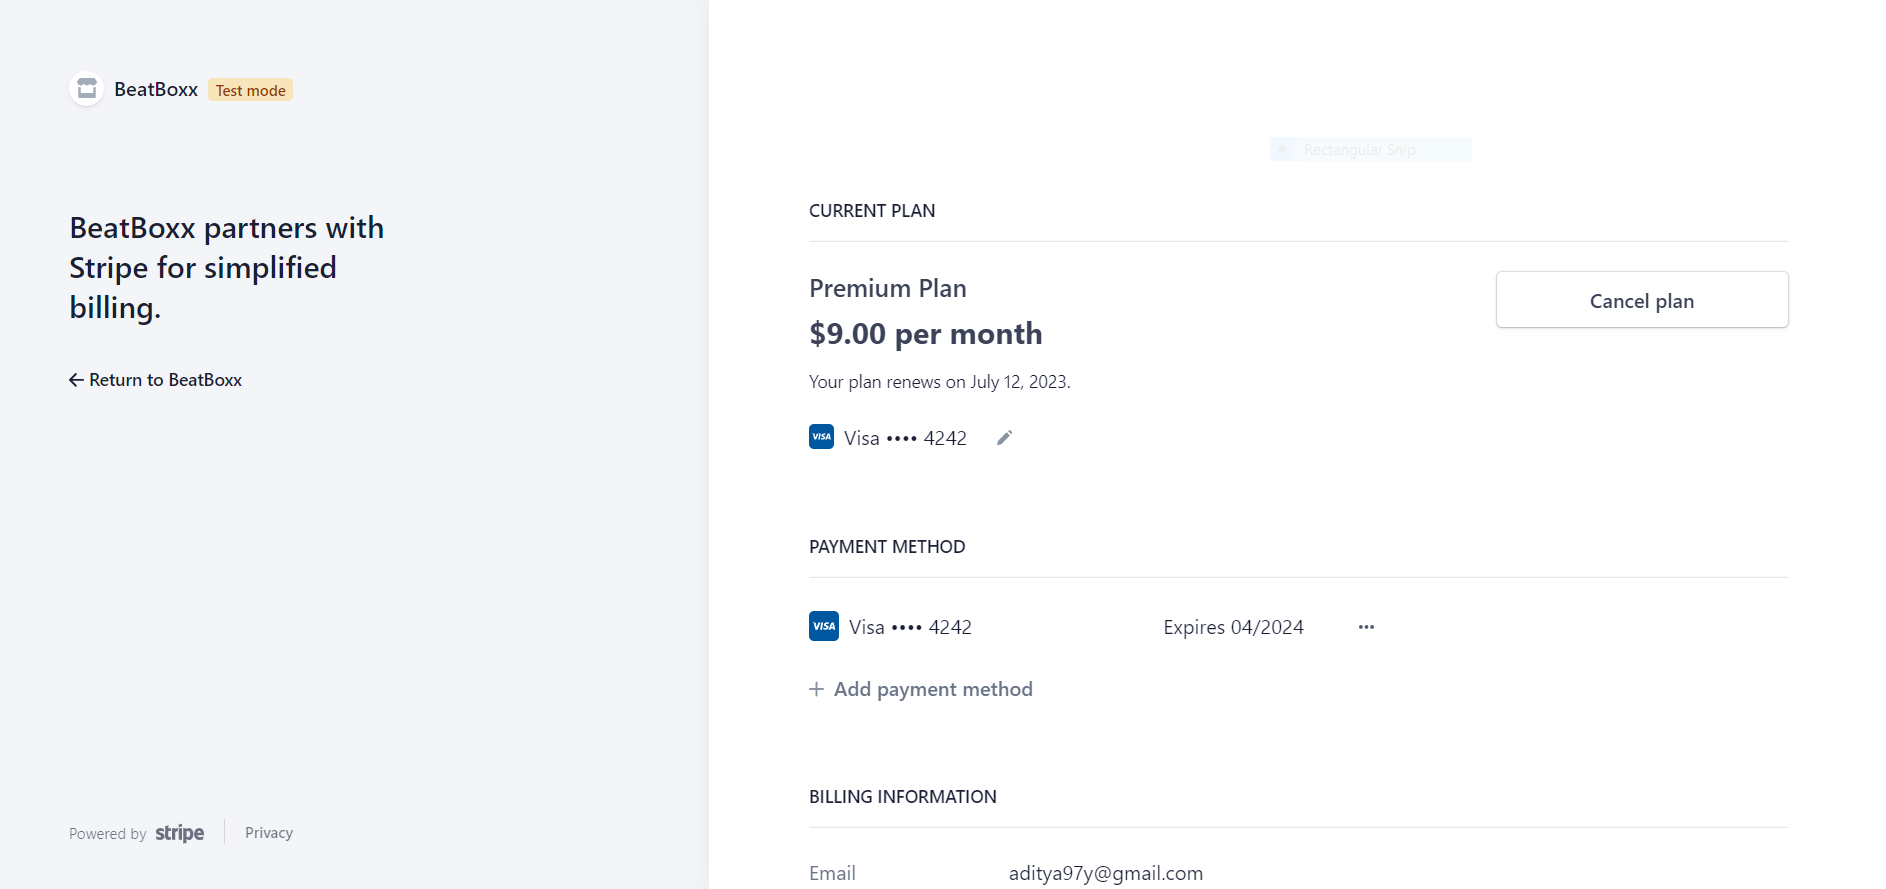 BeatBoxx Test mode
BeatBoxx partners with
Stripe for simplified
billing.
Return to BeatBoxx
Powered by stripe Privacy
Rectangular Snip
CURRENT PLAN
Premium Plan
Cancel plan
$9.00 per month
Your plan renews on July 12, 2023.
VISA Visa •••• 4242
PAYMENT METHOD
VISA Visa •••• 4242 Expires 04/2024 •••
+ Add payment method
BILLING INFORMATION
Email aditya97y@gmail.com